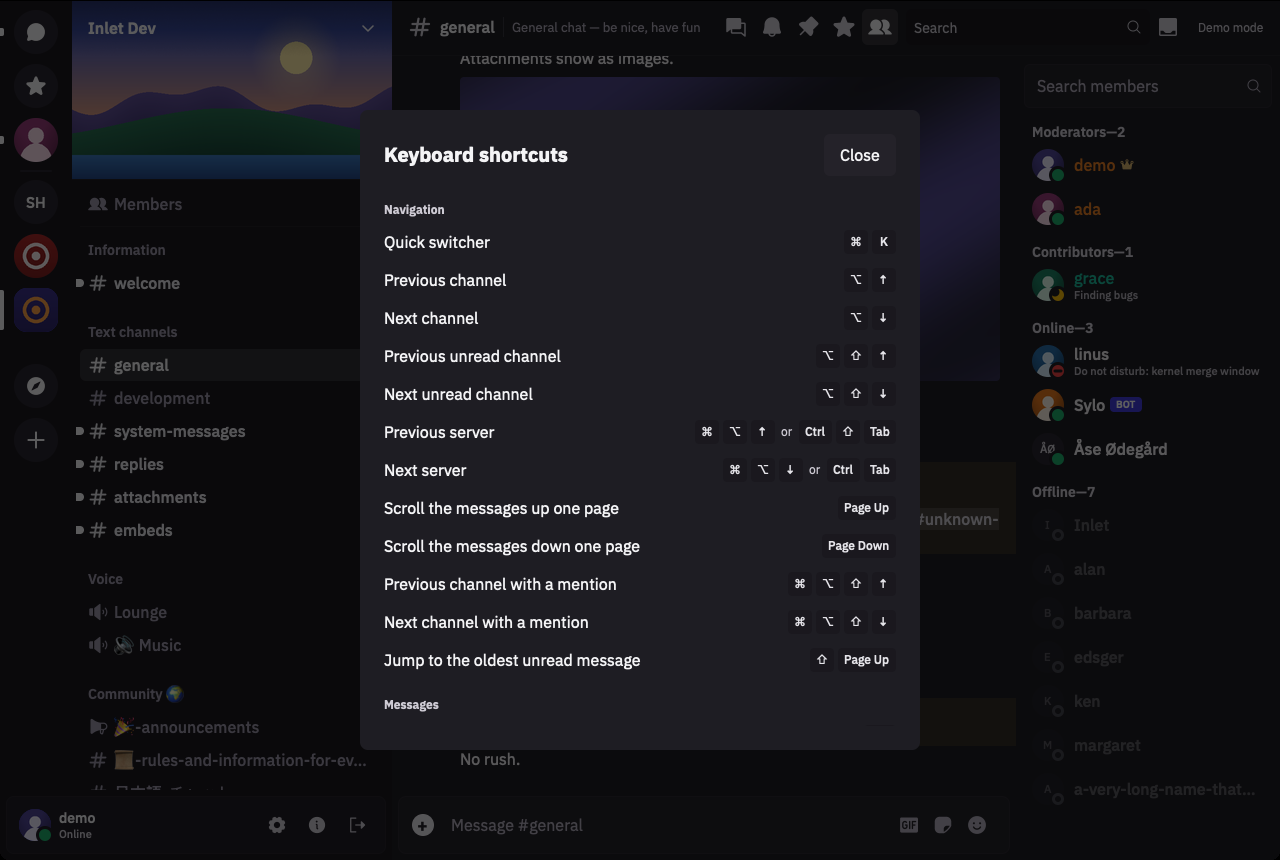 Inlet Dev
general
General chat — be nice, have fun
Search
Demo mode
Attachments show as images.
Search members
SH
Members
Information
welcome
Text channels
general
development
system-messages
replies
attachments
embeds
Voice
Lounge
🔊 Music
Community 🌍
🎉-announcements
📜-rules-and-information-for-ev...
demo
Online
Keyboard shortcuts
Close
Navigation
Quick switcher ⌘ K
Previous channel ⌥ ↑
Next channel ⌥ ↓
Previous unread channel ⌥ ⇧ ↑
Next unread channel ⌥ ⇧ ↓
Previous server ⌘ ⌥ ↑ or Ctrl ⇧ Tab
Next server ⌘ ⌥ ↓ or Ctrl Tab
Scroll the messages up one page Page Up
Scroll the messages down one page Page Down
Previous channel with a mention ⌘ ⌥ ⇧ ↑
Next channel with a mention ⌘ ⌥ ⇧ ↓
Jump to the oldest unread message ⇧ Page Up
Messages
#unknown-
No rush.
Message #general
GIF
Moderators—2
demo
ada
Contributors—1
grace
Finding bugs
Online—3
linus
Do not disturb: kernel merge window
Sylo BOT
ÅØ
Åse Ødegård
Offline—7
I
Inlet
A
alan
B
barbara
E
edsger
K
ken
M
margaret
A
a-very-long-name-that...